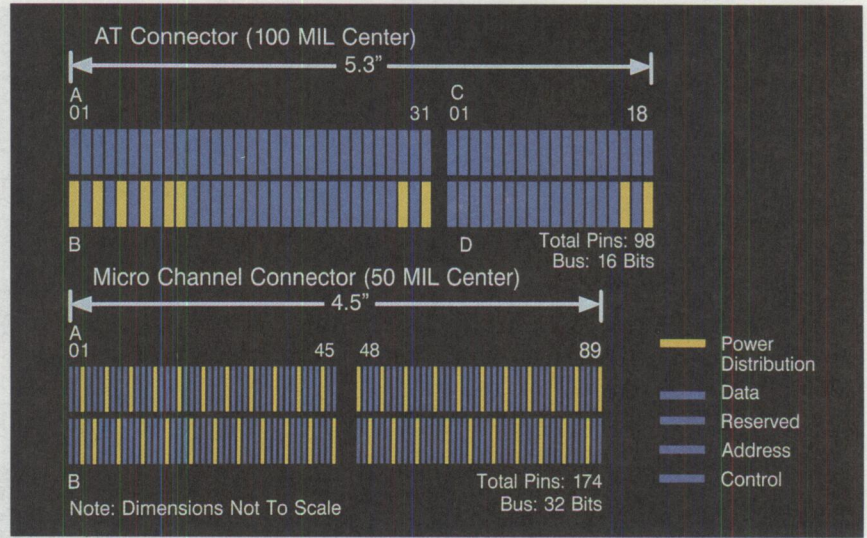 AT Connector (100 MIL Center)
5.3"
A
01
31
C
01
18
B
D
Total Pins: 98
Bus: 16 Bits
Micro Channel Connector (50 MIL Center)
4.5"
A
01
45
48
89
B
Total Pins: 174
Bus: 32 Bits
Note: Dimensions Not To Scale
Power
Distribution
Data
Reserved
Address
Control